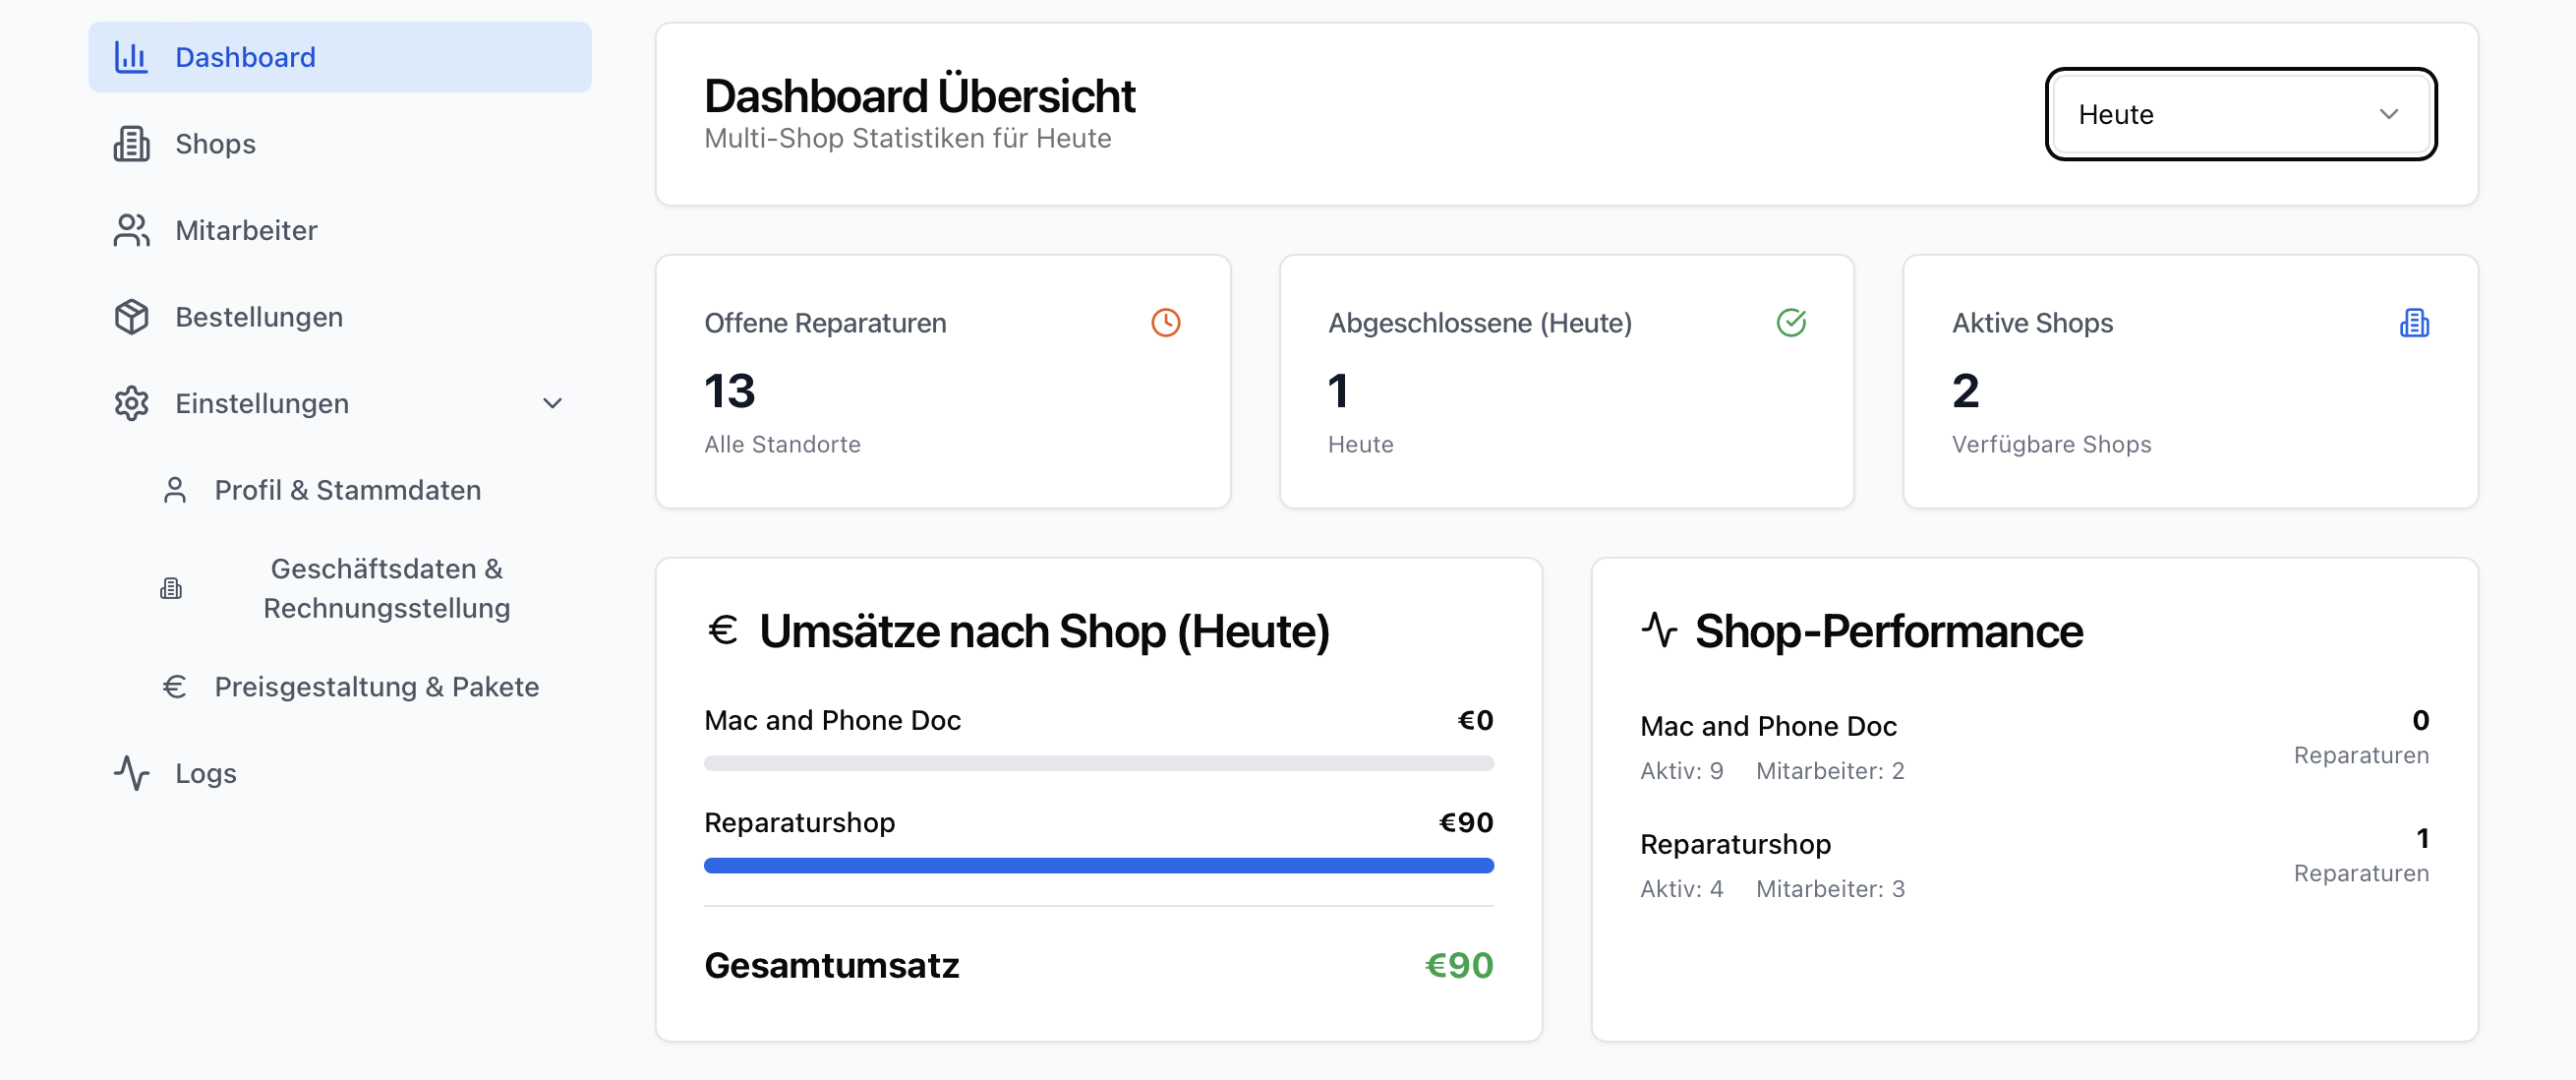 Dashboard
Shops
Mitarbeiter
Bestellungen
Einstellungen
Profil & Stammdaten
Geschäftsdaten &
Rechnungsstellung
Preisgestaltung & Pakete
Logs
Dashboard Übersicht
Multi-Shop Statistiken für Heute
Heute
Offene Reparaturen
13
Alle Standorte
Abgeschlossene (Heute)
1
Heute
Aktive Shops
2
Verfügbare Shops
€ Umsätze nach Shop (Heute)
Mac and Phone Doc €0
Reparaturshop €90
Gesamtumsatz €90
Shop-Performance
Mac and Phone Doc 0
Aktiv: 9 Mitarbeiter: 2 Reparaturen
Reparaturshop 1
Aktiv: 4 Mitarbeiter: 3 Reparaturen